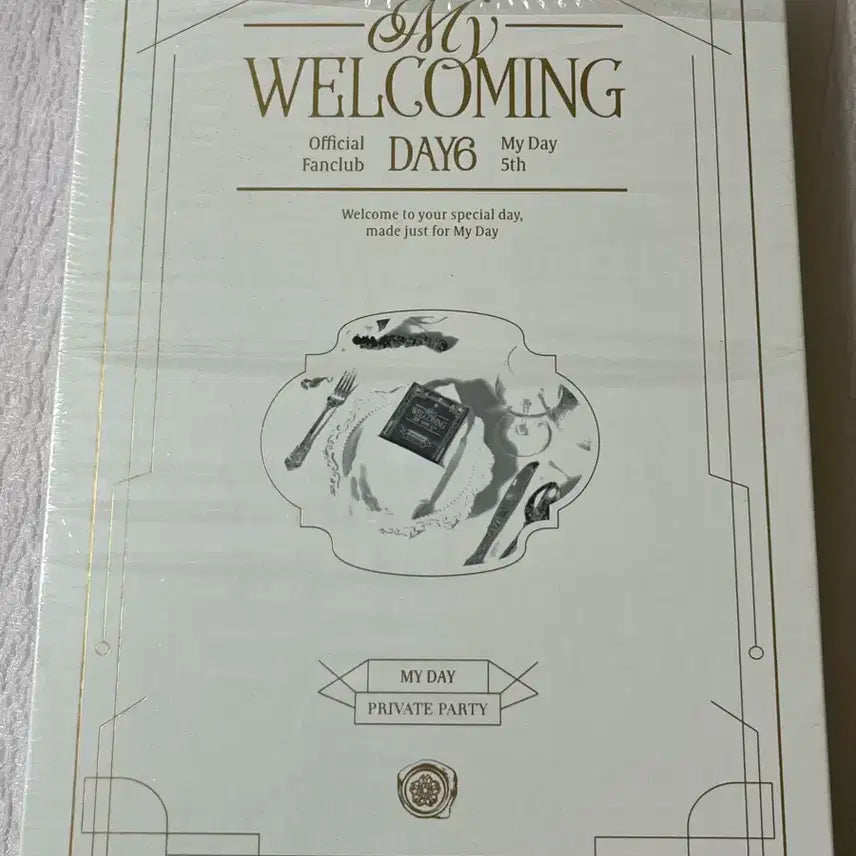 My
WELCOMING
Official
Fanclub
DAY6
My Day
5th
Welcome to your special day,
made just for My Day
WELCOMING
MY DAY
PRIVATE PARTY